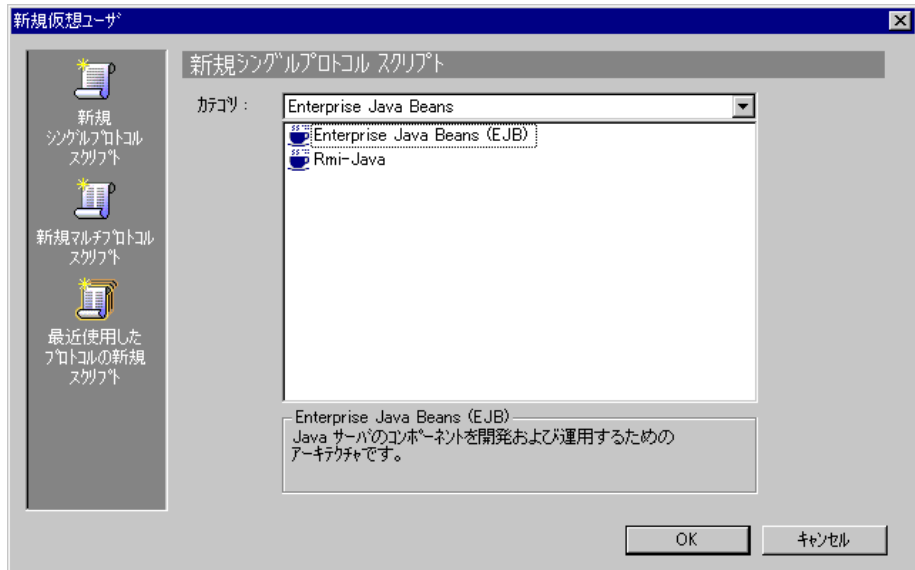 新規仮想ユーザ
新規
シングルプロトコル
スクリプト
新規マルチプロトコル
スクリプト
最近使用した
プロトコルの新規
スクリプト
新規シングルプロトコル スクリプト
カテゴリ :
Enterprise Java Beans
Enterprise Java Beans (EJB)
Rmi-Java
Enterprise Java Beans (EJB)
Java サーバのコンポーネントを開発および運用するための
アーキテクチャです。
OK
キャンセル